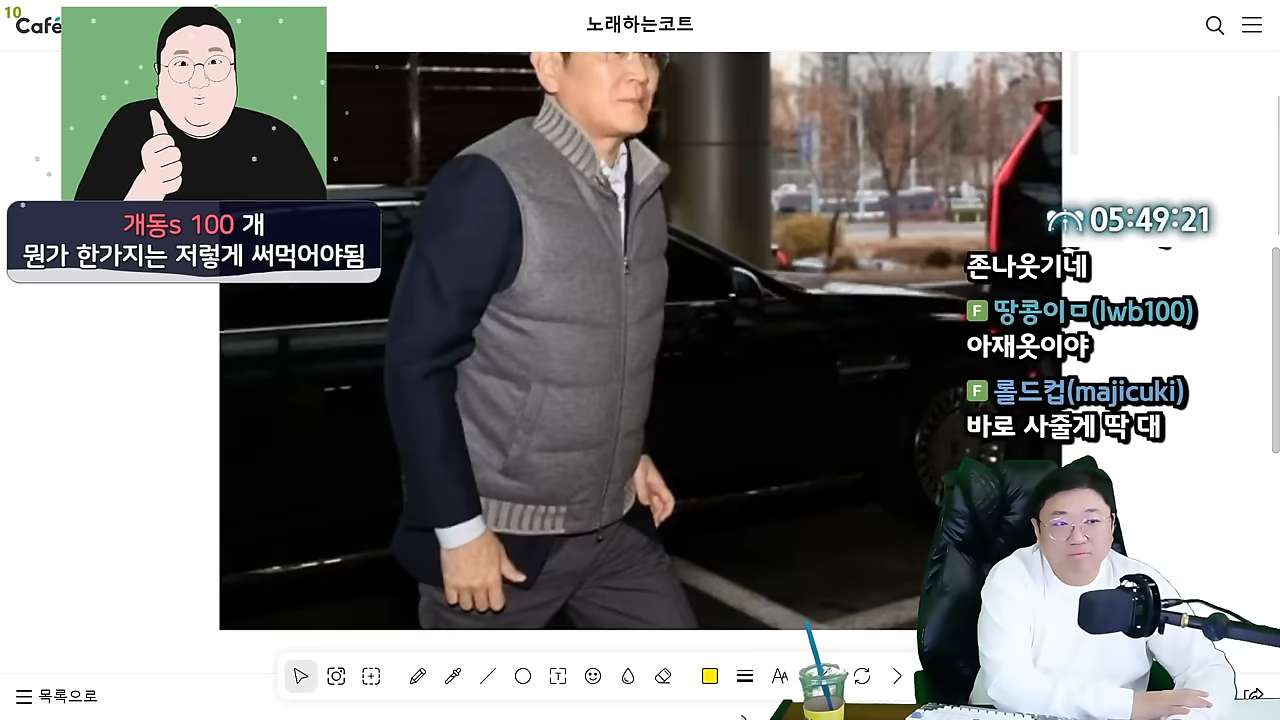 10
Café
노래하는코트
개동s 100 개
뭔가 한가지는 저렇게 써먹어야됨
05:49:21
존나웃기네
F 땅콩이ㅁ(lwb100)
아재옷이야
F 롤드컵(majicuki)
바로 사줄게 딱 대
T
AA
목록으로